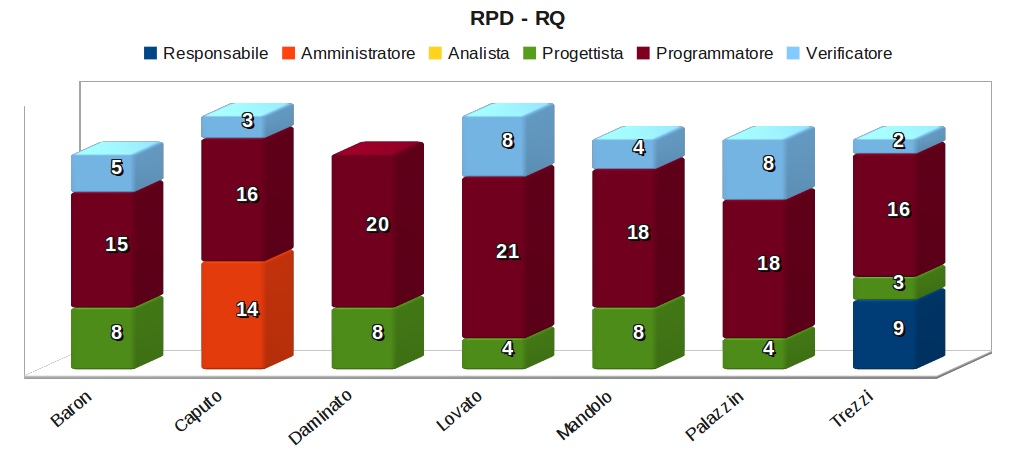 RPD - RQ
Responsabile Amministratore Analista Progettista Programmatore Verificatore
5 3 8 4 8 2
15 16 20 21 18 18 16
8 14 8 4 8 4 3
9
Baron Caputo Daminato Lovato Mandolo Palazzin Trezzi